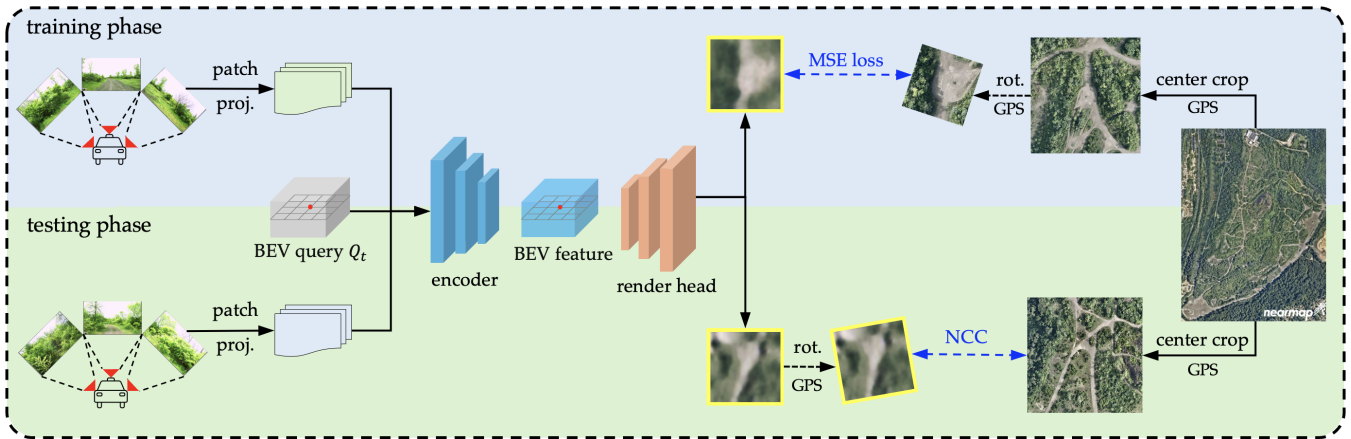 training phase
patch
proj.
MSE loss
rot.
GPS
center crop
GPS
BEV query Qt
encoder
BEV feature
render head
nearmap
testing phase
patch
proj.
rot.
GPS
NCC
center crop
GPS